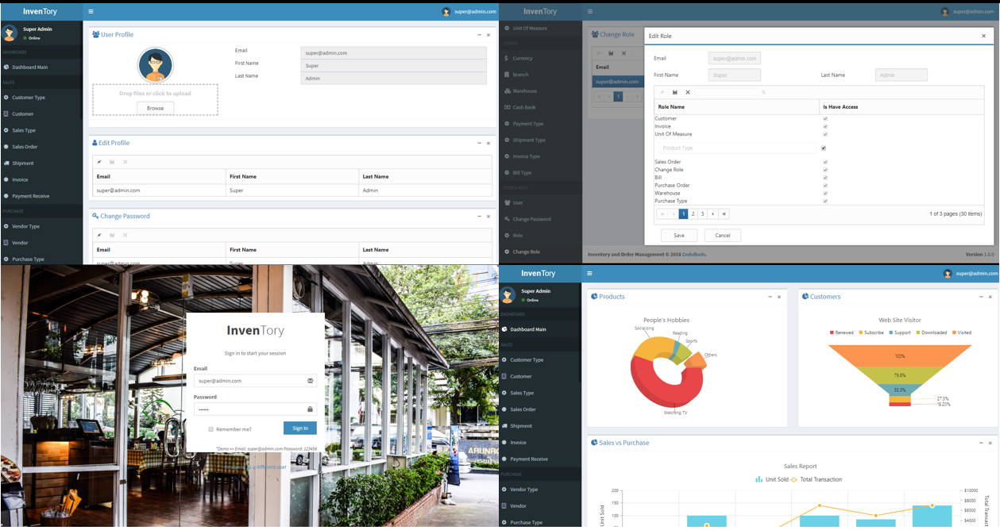 InvenTory
super@admin.com
Super Admin
Online
DASHBOARD
Dashboard Main
SALES
Customer Type
Customer
Sales Type
Sales Order
Shipment
Invoice
Payment Receive
PURCHASE
Vendor Type
Vendor
Purchase Type
User Profile
Drop files or click to upload
Browse
Email super@admin.com
First Name Super
Last Name Admin
Edit Profile
Email First Name Last Name
super@admin.com Super Admin
Change Password
Email First Name Last Name
super@admin.com Super Admin
InvenTory
super@admin.com
Unit Of Measure
CONFIG
Currency
Branch
Warehouse
Cash Bank
Payment Type
Shipment Type
Invoice Type
Bill Type
USER & ROLE
User
Change Password
Role
Change Role
Change Role
Email
super@admin.com
1
Edit Role
Email super@admin.com
First Name Super Last Name Admin
Role Name Is Have Access
Customer
Invoice
Unit Of Measure
Product Type
Sales Order
Change Role
Bill
Purchase Order
Warehouse
Purchase Type
1 2 3
1 of 3 pages (30 items)
Save Cancel
Inventory and Order Management © 2018 CodeRush. Version 1.0.0
InvenTory
Sign in to start your session
Email
super@admin.com
Password
••••••
Remember me?
Sign In
*Demo == Email: super@admin.com Password: 123456
a different user
InvenTory
super@admin.com
Super Admin
Online
DASHBOARD
Dashboard Main
SALES
Customer Type
Customer
Sales Type
Sales Order
Shipment
Invoice
Payment Receive
PURCHASE
Vendor Type
Vendor
Purchase Type
Products
People's Hobbies
Socializing
Reading
Sports
Others
Watching TV
Customers
Web Site Visitor
Renewed Subscribe Support Downloaded Visited
100%
76.8%
55.9%
27.3%
18.20%
Sales vs Purchase
Sales Report
Unit Sold Total Transaction
Unit Sold
200
150
100
$10000
$8000
$6000
$4000
Total Transac